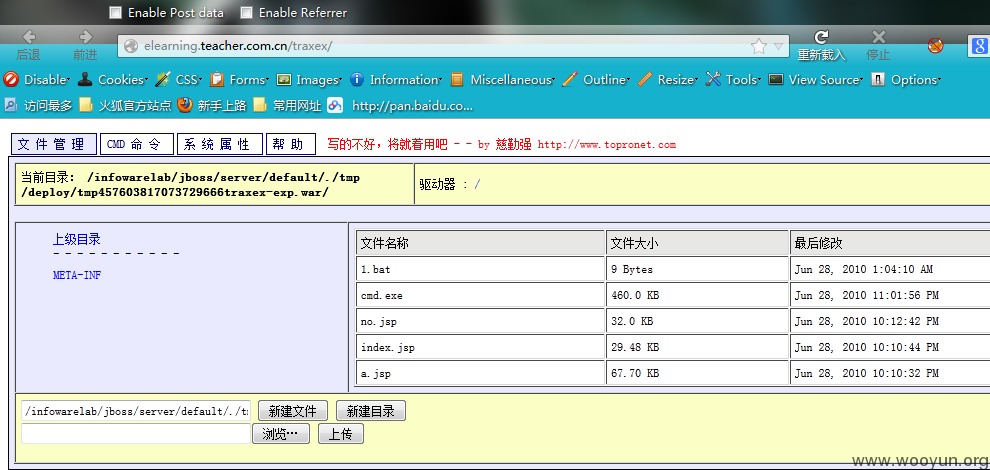 Enable Post data Enable Referrer
后退 前进 elearning.teacher.com.cn/traxex/ 重新载入 停止 8
Disable Cookies CSS Forms Images Information Miscellaneous Outline Resize Tools View Source Options
访问最多 火狐官方站点 新手上路 常用网址 http://pan.baidu.co...
文件管理 CMD命令 系统属性 帮助 写的不好，将就着用吧 - - by 慈勤强 http://www.topronet.com
当前目录: /infowarelab/jboss/server/default/./tmp
/deploy/tmp457603817073729666traxex-exp.war/
驱动器 : /
上级目录
- - - - - - - - - - -
META-INF
文件名称 文件大小 最后修改
1.bat 9 Bytes Jun 28, 2010 1:04:10 AM
cmd.exe 460.0 KB Jun 28, 2010 11:01:56 PM
no.jsp 32.0 KB Jun 28, 2010 10:12:42 PM
index.jsp 29.48 KB Jun 28, 2010 10:10:44 PM
a.jsp 67.70 KB Jun 28, 2010 10:10:32 PM
/infowarelab/jboss/server/default/./t 新建文件 新建目录
浏览… 上传
www.wooyun.org